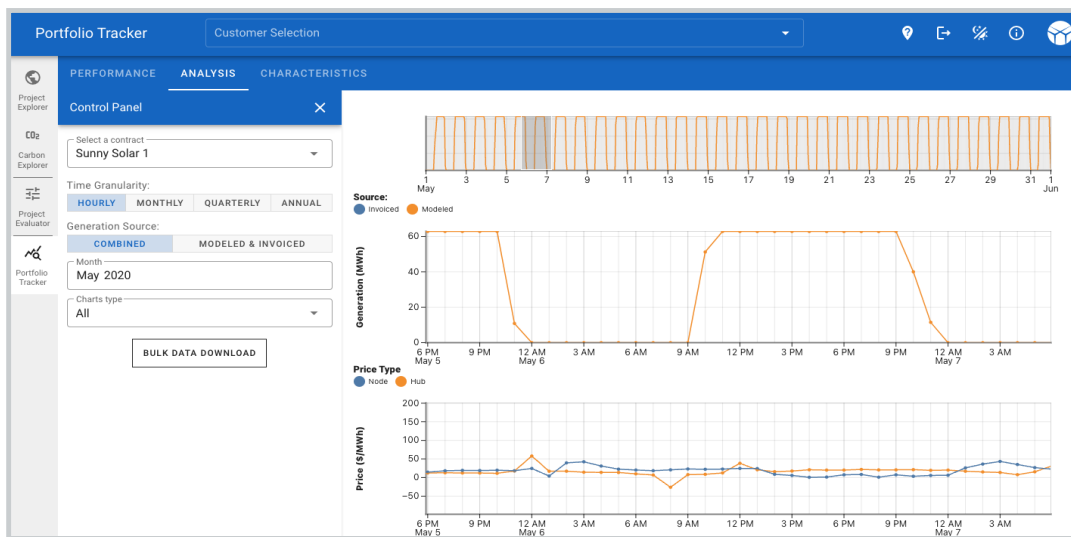 Portfolio Tracker
Customer Selection
PERFORMANCE ANALYSIS CHARACTERISTICS
Project
Explorer
CO2
Carbon
Explorer
Project
Evaluator
Portfolio
Tracker
Control Panel
Select a contract
Sunny Solar 1
Time Granularity:
HOURLY MONTHLY QUARTERLY ANNUAL
Generation Source:
COMBINED MODELED & INVOICED
Month
May 2020
Charts type
All
BULK DATA DOWNLOAD
1 3 5 7 9 11 13 15 17 19 21 23 25 27 29 31 1
May Jun
Source:
Invoiced Modeled
Generation (MWh)
60
40
20
0
6 PM 9 PM 12 AM 3 AM 6 AM 9 AM 12 PM 3 PM 6 PM 9 PM 12 AM 3 AM
May 5 May 6 May 7
Price Type
Node Hub
Price ($/MWh)
200
150
100
50
0
−50
6 PM 9 PM 12 AM 3 AM 6 AM 9 AM 12 PM 3 PM 6 PM 9 PM 12 AM 3 AM
May 5 May 6 May 7